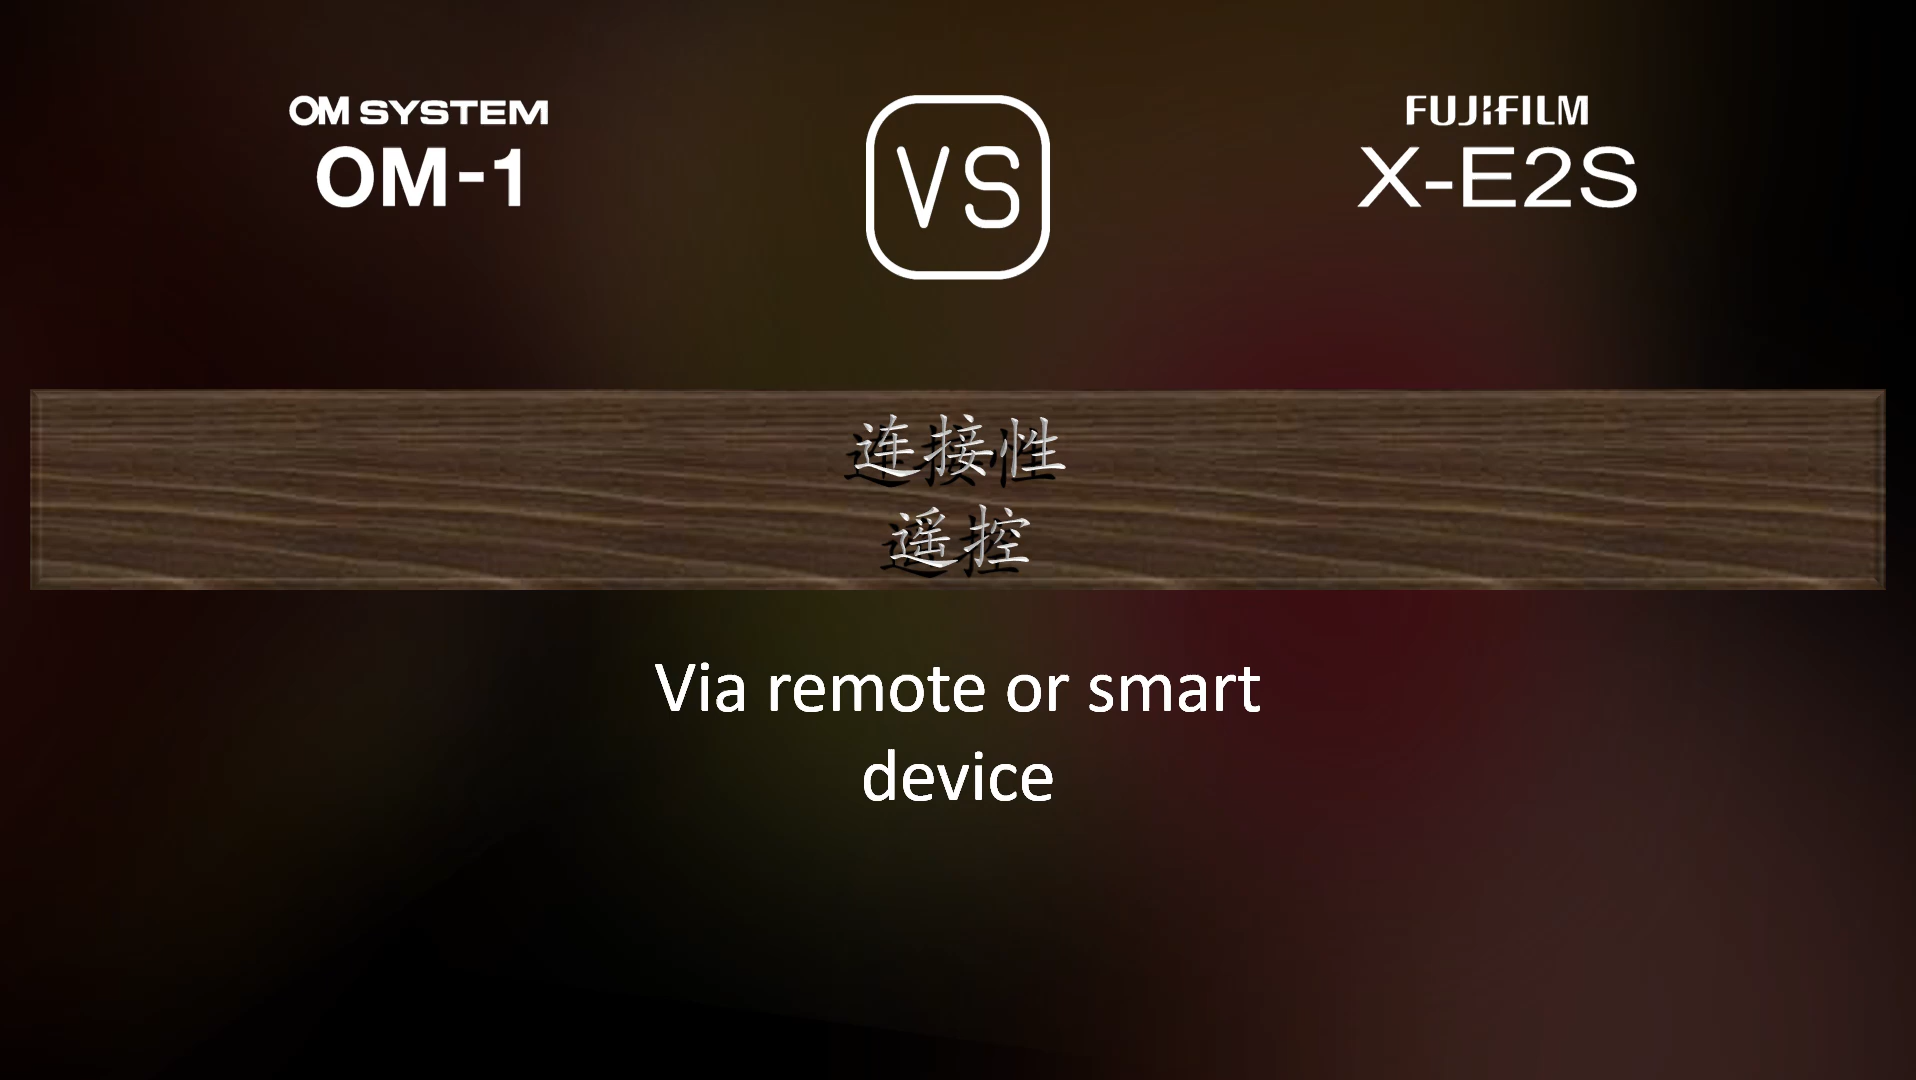 OM SYSTEM
OM-1
VS
FUJIFILM
X-E2S
连接性
遥控
Via remote or smart
device